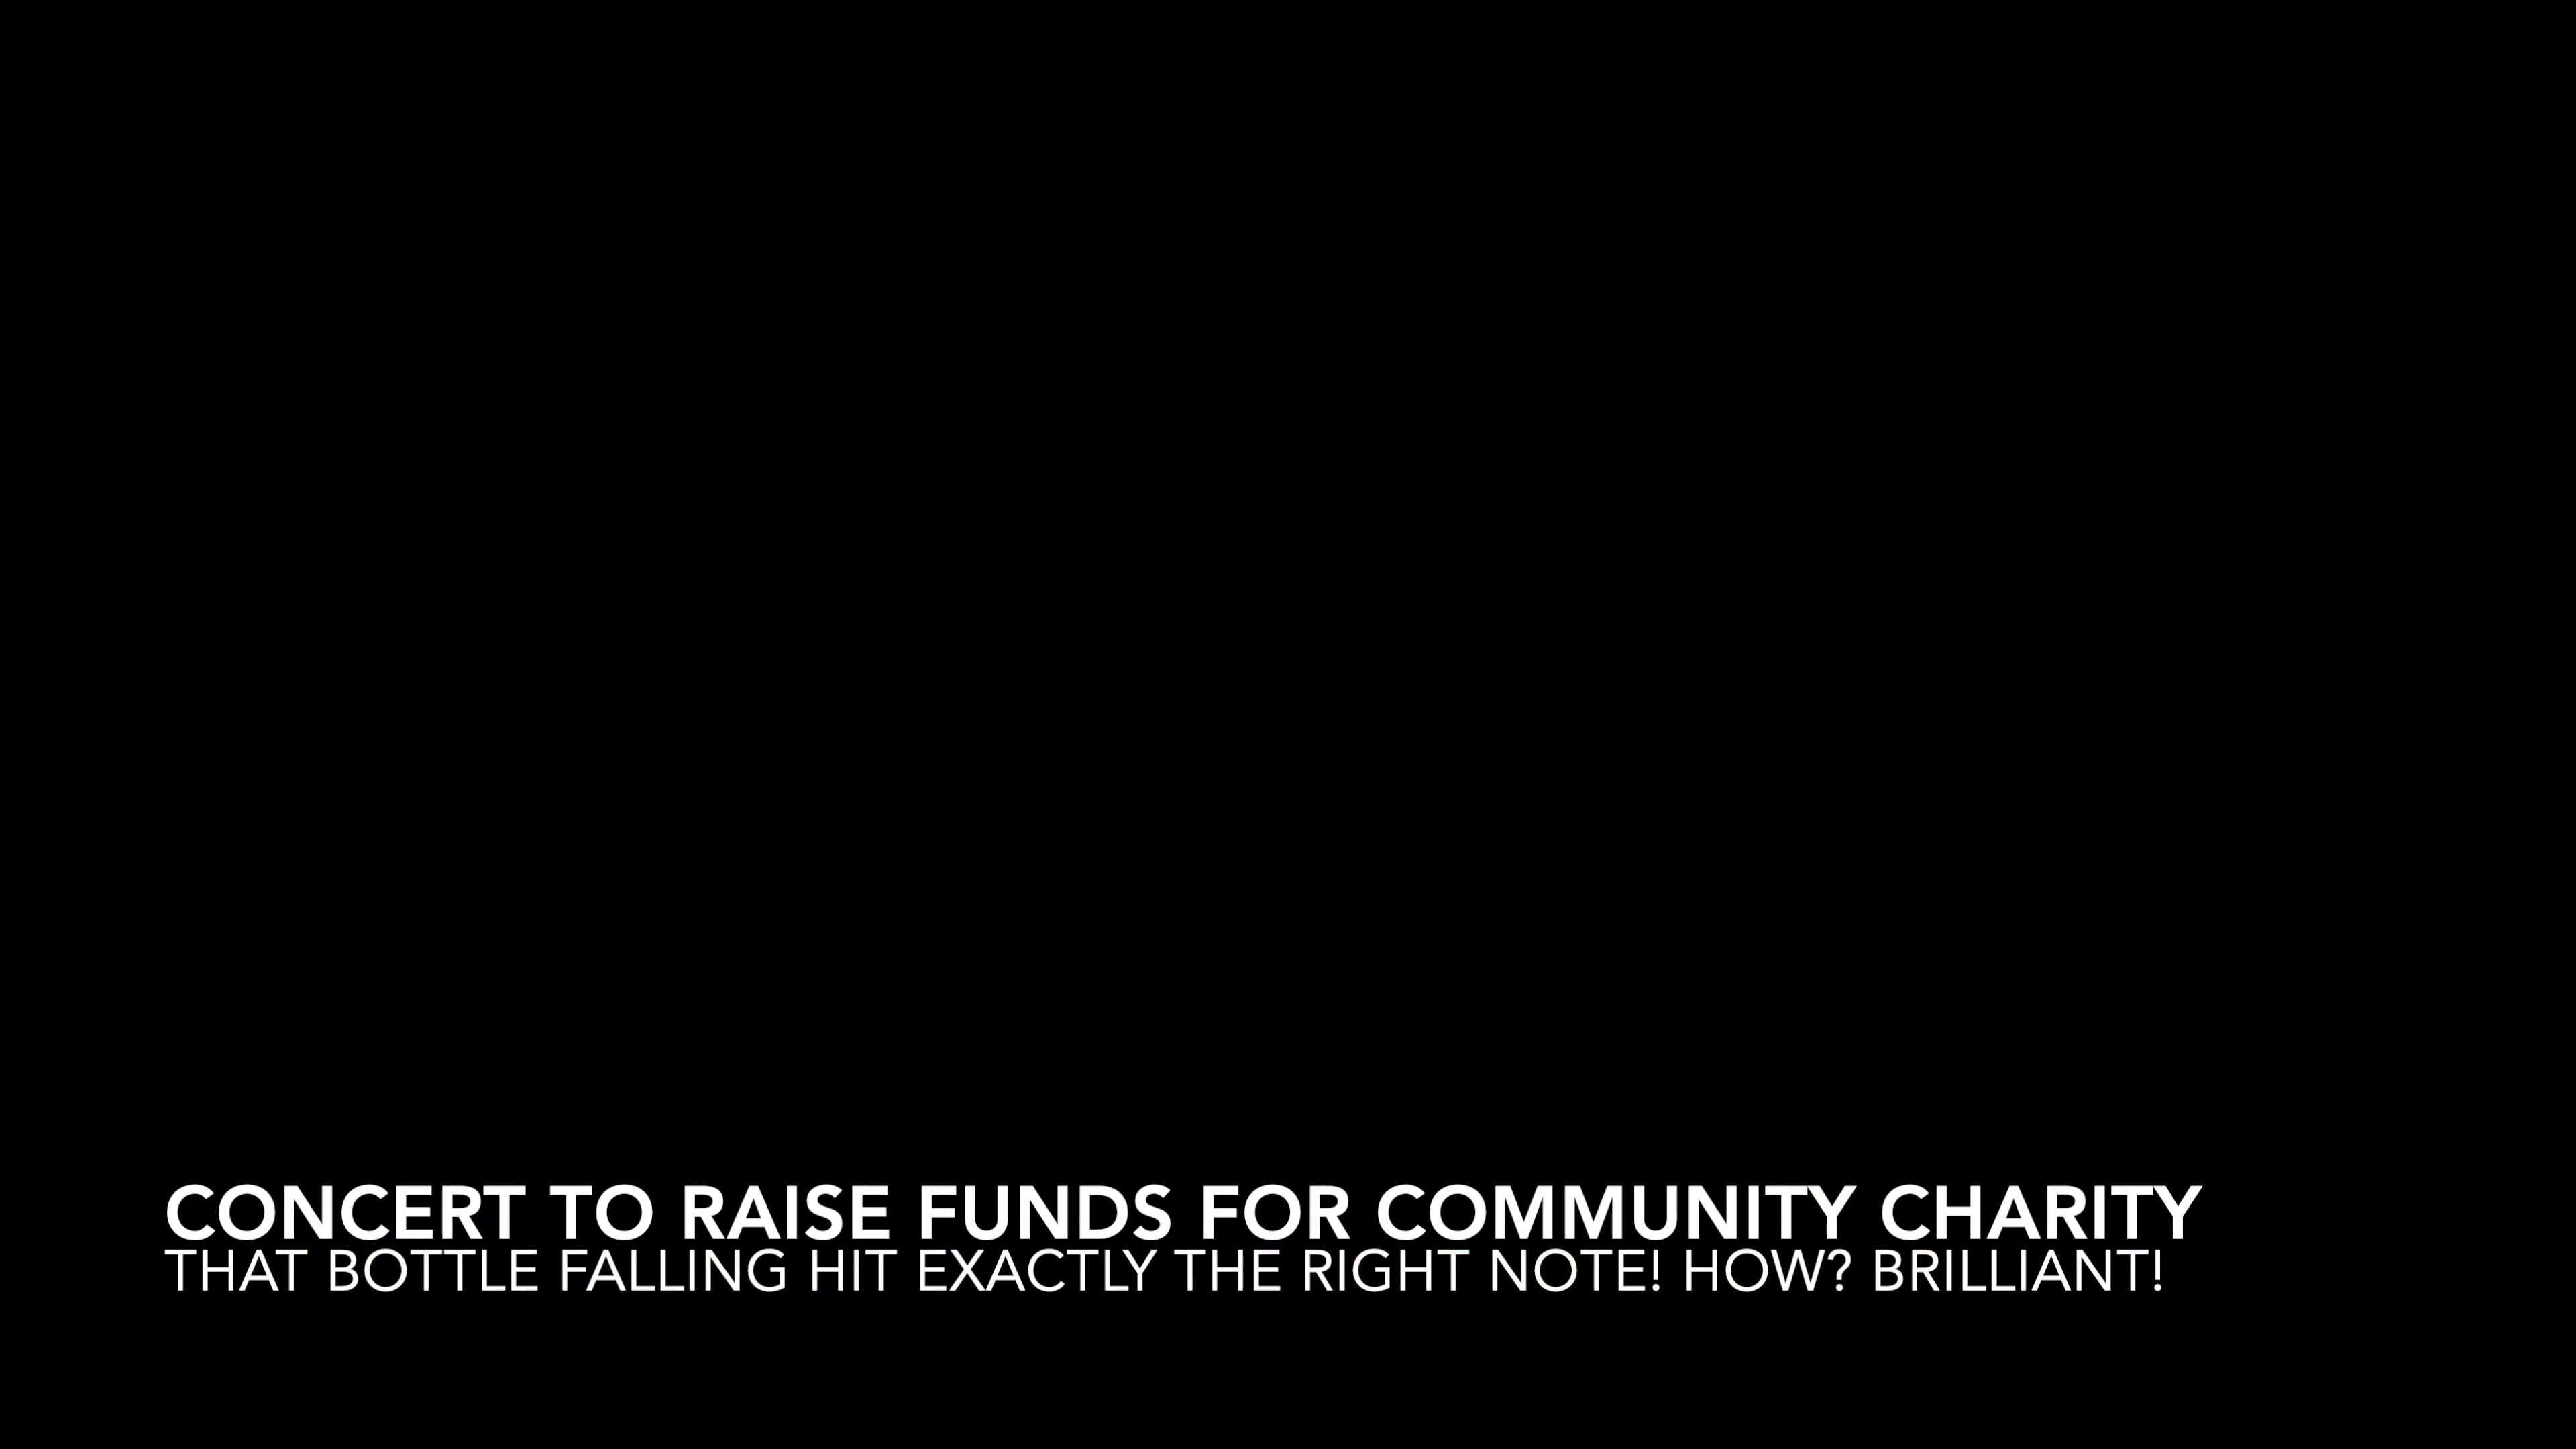 CONCERT TO RAISE FUNDS FOR COMMUNITY CHARITY
THAT BOTTLE FALLING HIT EXACTLY THE RIGHT NOTE! HOW? BRILLIANT!